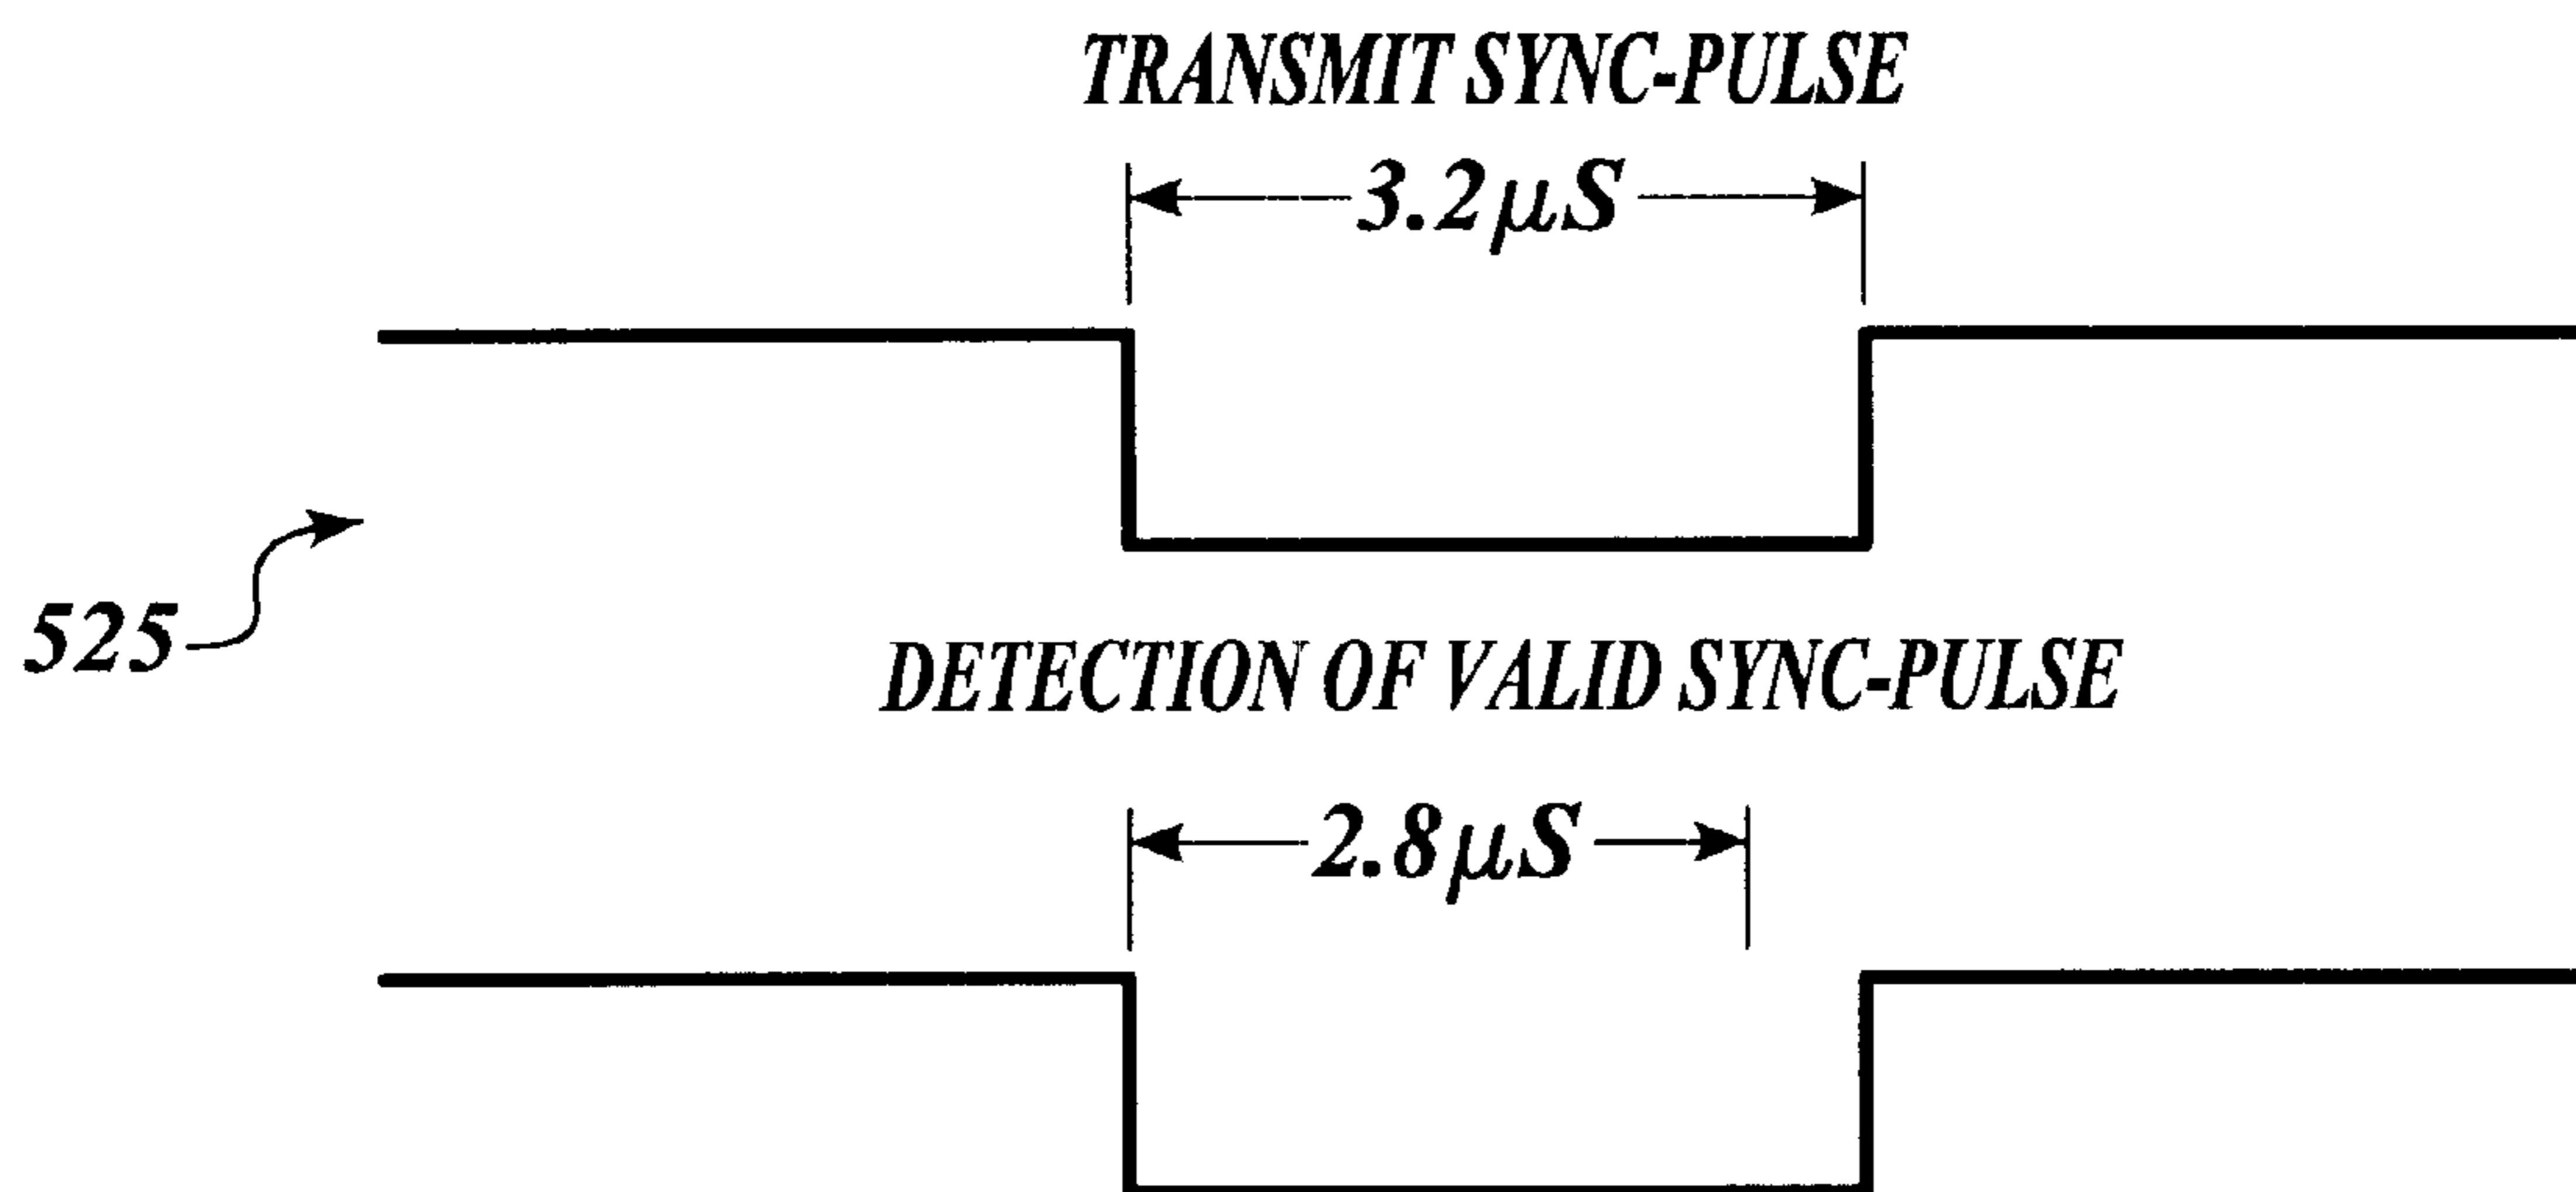 TRANSMIT SYNC-PULSE
3.2μS
525
DETECTION OF VALID SYNC-PULSE
2.8μS